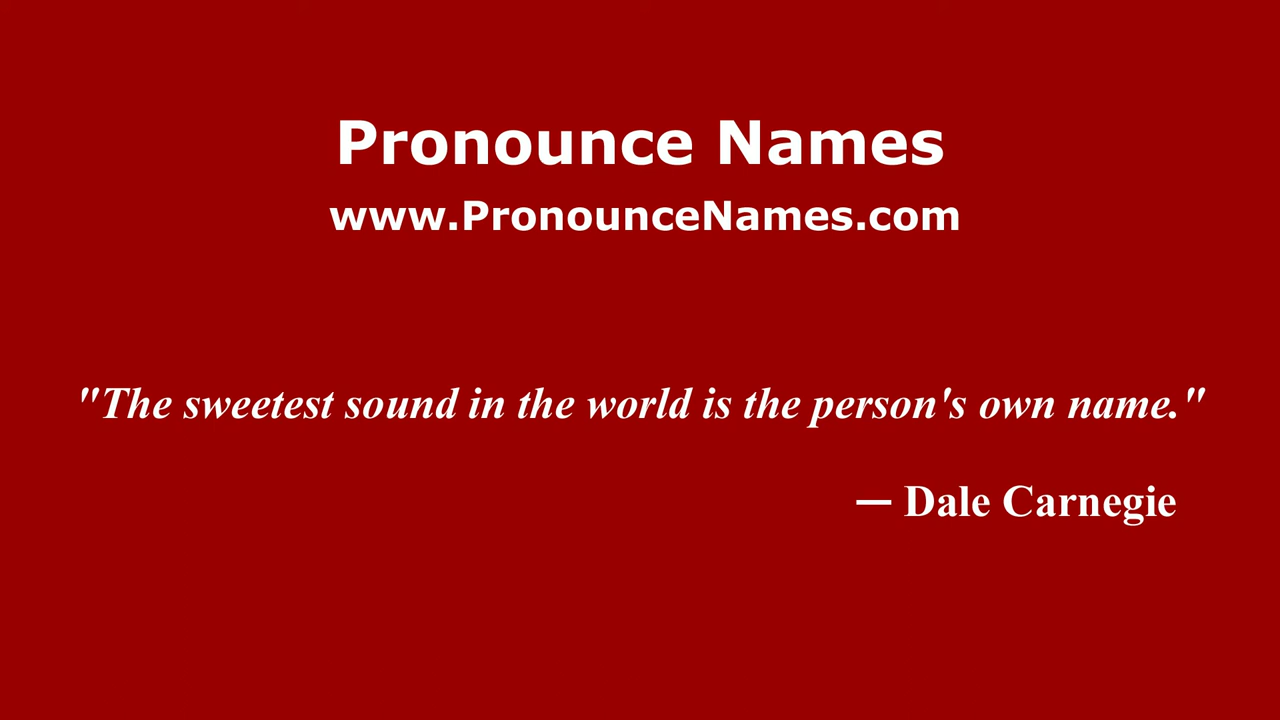 Pronounce Names
www.PronounceNames.com
"The sweetest sound in the world is the person's own name."
— Dale Carnegie